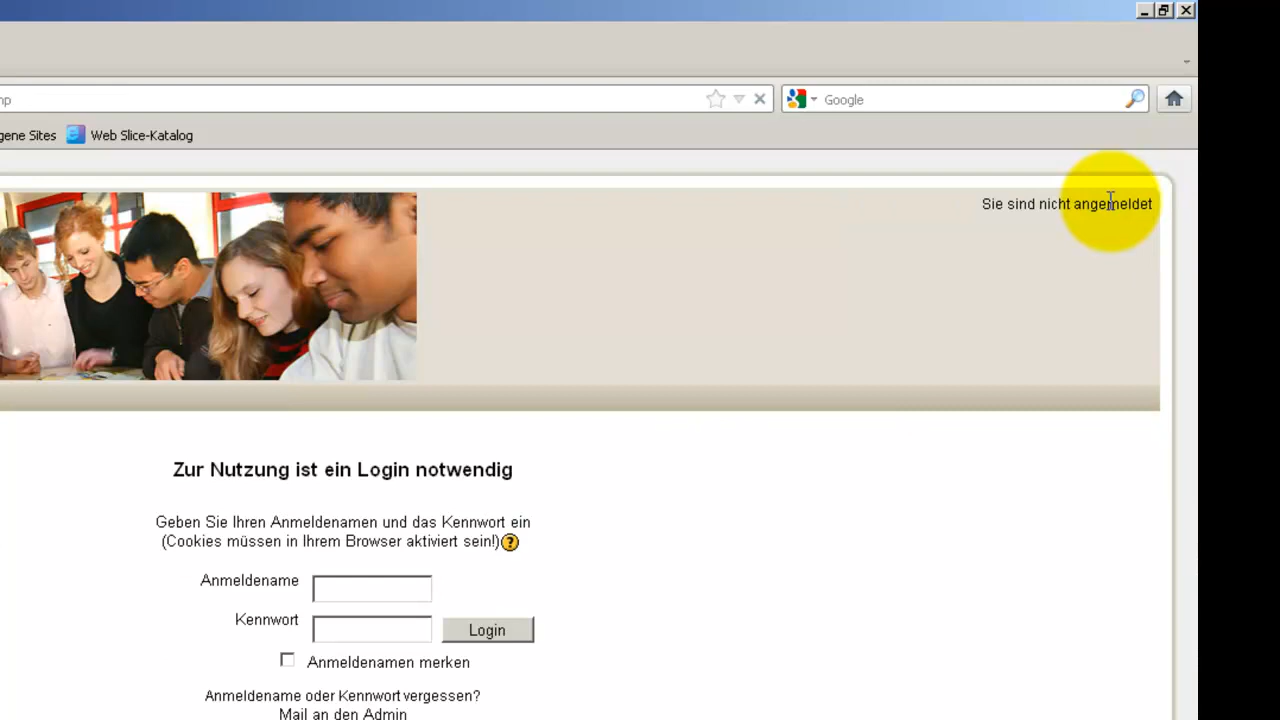 np
Google
gene Sites
Web Slice-Katalog
Sie sind nicht angemeldet
Zur Nutzung ist ein Login notwendig
Geben Sie Ihren Anmeldenamen und das Kennwort ein
(Cookies müssen in Ihrem Browser aktiviert sein!)?
Anmeldename
Kennwort
Login
Anmeldenamen merken
Anmeldename oder Kennwort vergessen?
Mail an den Admin